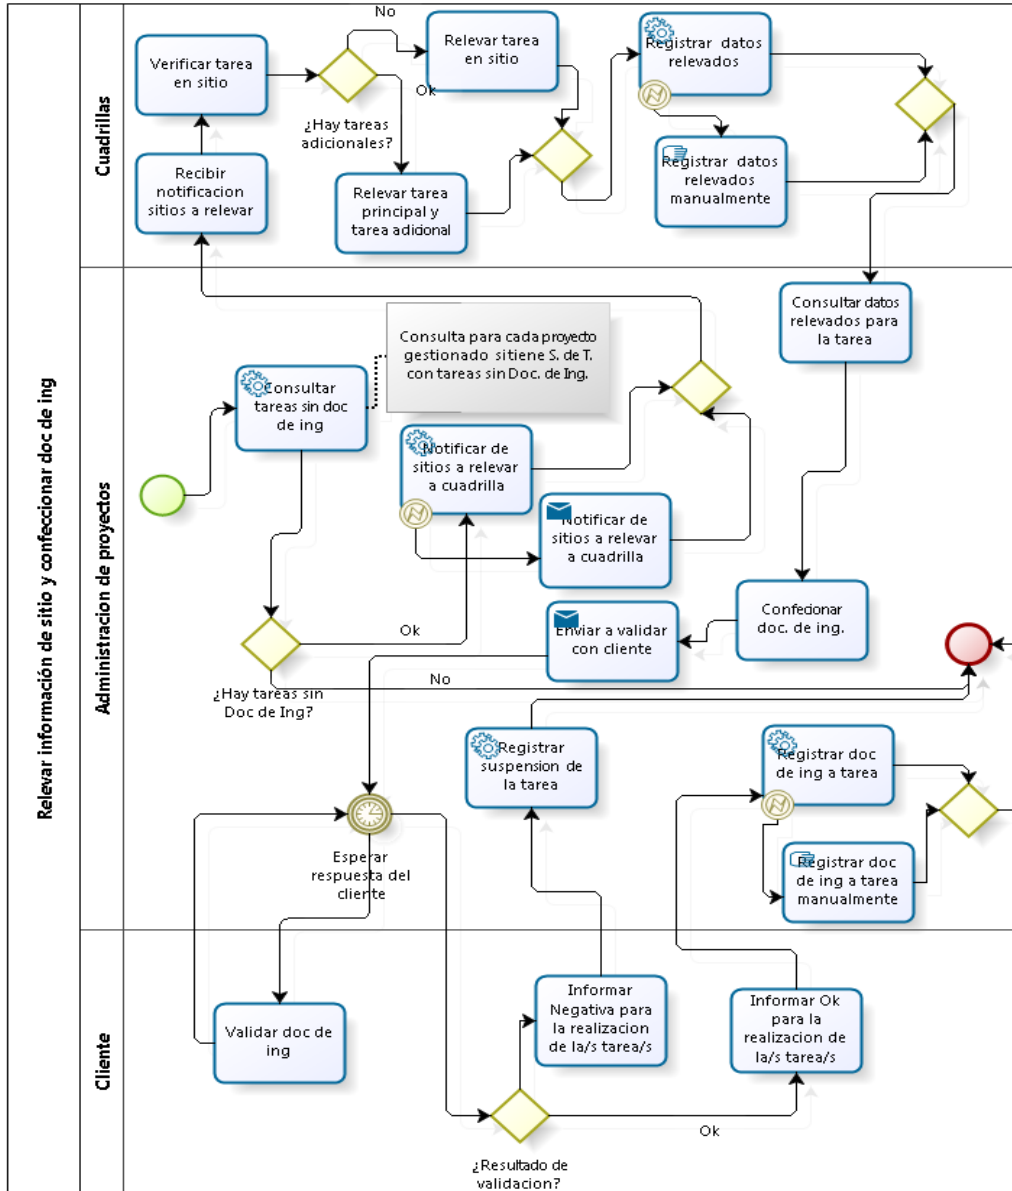 Relevar información de sitio y confeccionar doc de ing
Cuadrillas
Verificar tarea
en sitio
No
Relevar tarea
en sitio
Ok
¿Hay tareas
adicionales?
Registrar datos
relevados
Recibir
notificacion
sitios a relevar
Relevar tarea
principal y
tarea adicional
Registrar datos
relevados
manualmente
Administracion de proyectos
Consultar datos
relevados para
la tarea
Consulta para cada proyecto
gestionado si tiene S. de T.
con tareas sin Doc. de Ing.
Consultar
tareas sin doc
de ing
Notificar de
sitios a relevar
a cuadrilla
Notificar de
sitios a relevar
a cuadrilla
Confecionar
doc. de ing.
Enviar a validar
con cliente
Ok
No
¿Hay tareas sin
Doc de Ing?
Registrar
suspension de
la tarea
Registrar doc
de ing a tarea
Esperar
respuesta del
cliente
Registrar doc
de ing a tarea
manualmente
Cliente
Validar doc de
ing
Informar
Negativa para
la realizacion
de la/s tarea/s
Informar Ok
para la
realizacion de
la/s tarea/s
Ok
¿Resultado de
validacion?